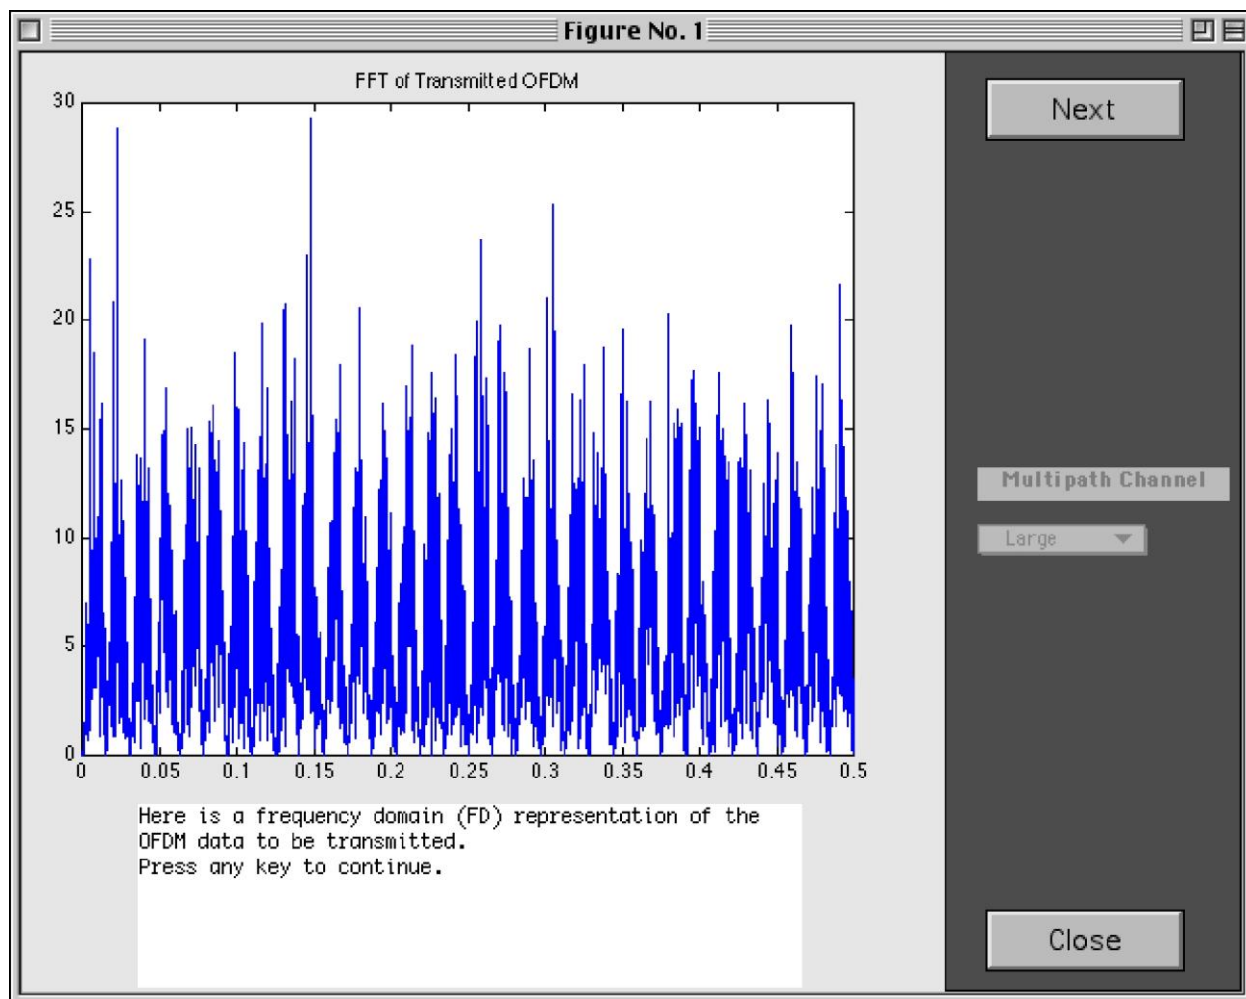 Figure No. 1
FFT of Transmitted OFDM
30
25
20
15
10
5
0
0 0.05 0.1 0.15 0.2 0.25 0.3 0.35 0.4 0.45 0.5
Here is a frequency domain (FD) representation of the
OFDM data to be transmitted.
Press any key to continue.
Next
Multipath Channel
Large
Close